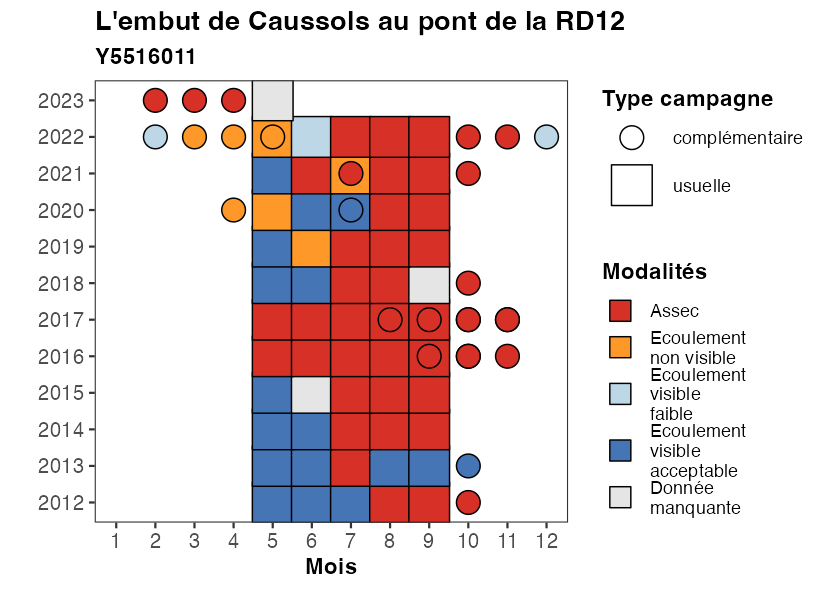 L'embut de Caussols au pont de la RD12
Y5516011
2023
2022
2021
2020
2019
2018
2017
2016
2015
2014
2013
2012
1 2 3 4 5 6 7 8 9 10 11 12
Mois
Type campagne
complémentaire
usuelle
Modalités
Assec
Ecoulement
non visible
Ecoulement
visible
faible
Ecoulement
visible
acceptable
Donnée
manquante